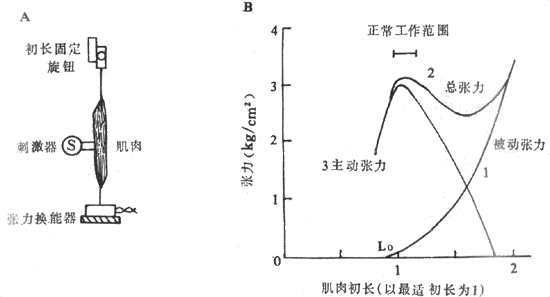 A
初长固定
旋钮
刺激器
S
肌肉
张力换能器
B
正常工作范围
4
3
2
1
0
张力(kg/cm²)
2
总张力
被动张力
1
3主动张力
Lo
1
2
肌肉初长(以最适初长为1)